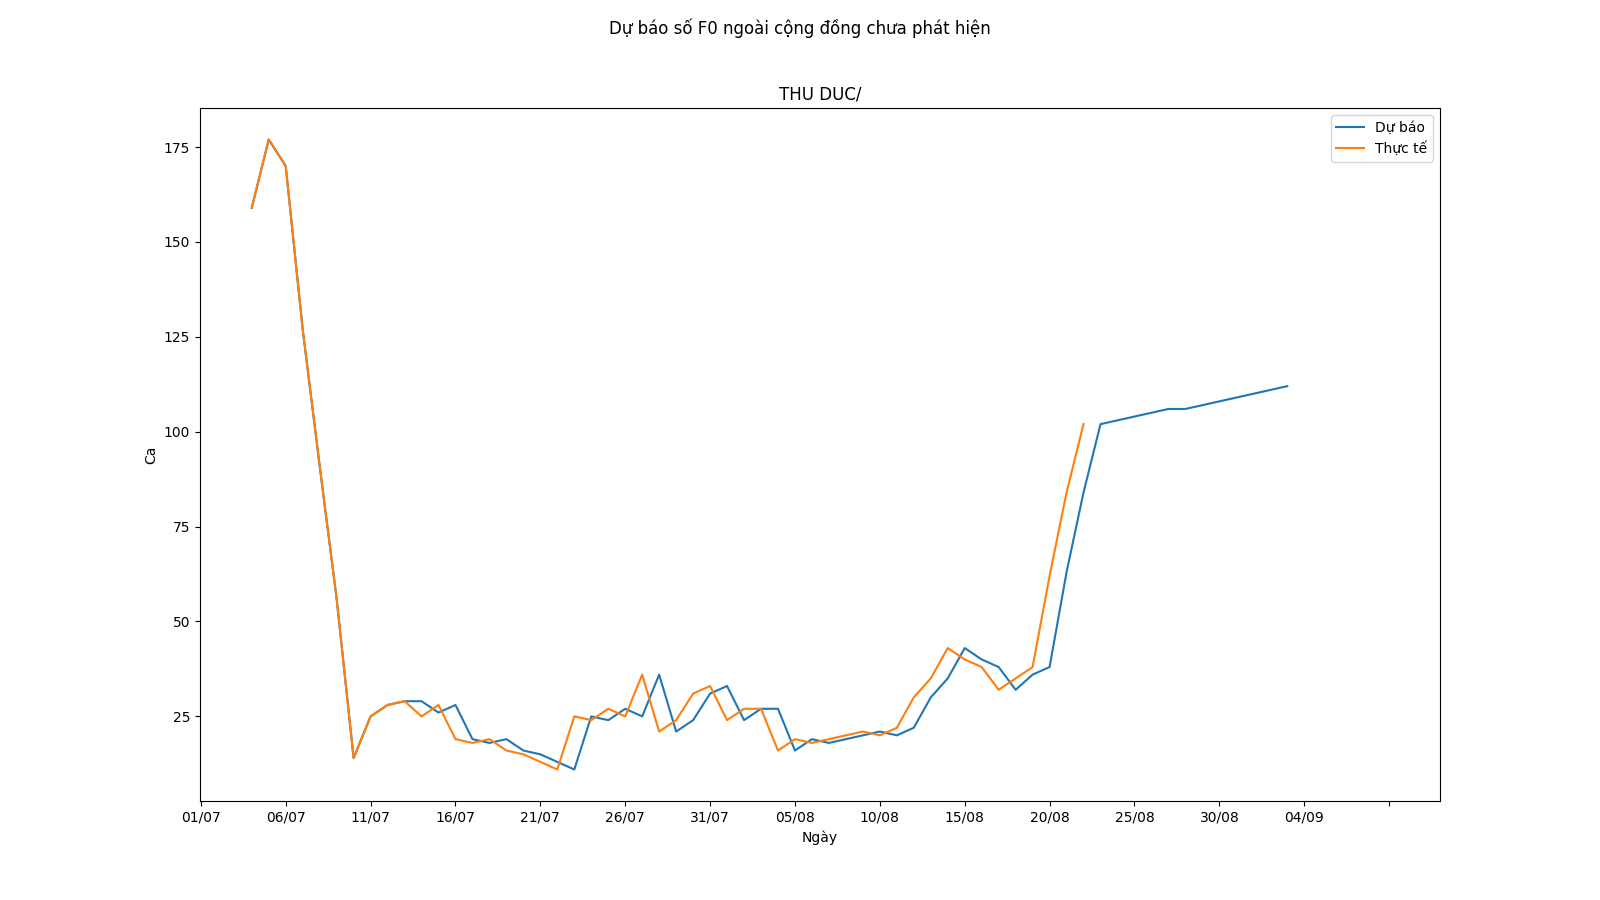 Dự báo số F0 ngoài cộng đồng chưa phát hiện
THU DUC/
Dự báo
Thực tế
175
150
125
100
75
50
25
Ca
01/07 06/07 11/07 16/07 21/07 26/07 31/07 05/08 10/08 15/08 20/08 25/08 30/08 04/09
Ngày